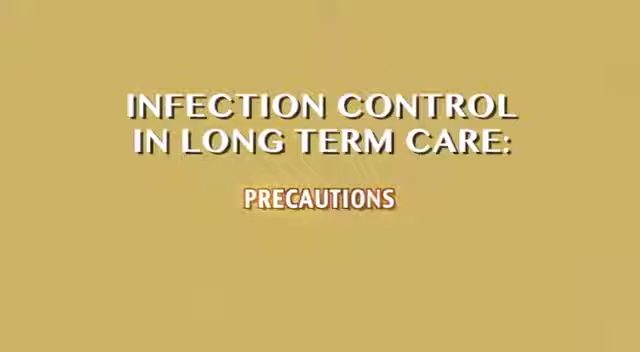 INFECTION CONTROL
IN LONG TERM CARE:
PRECAUTIONS